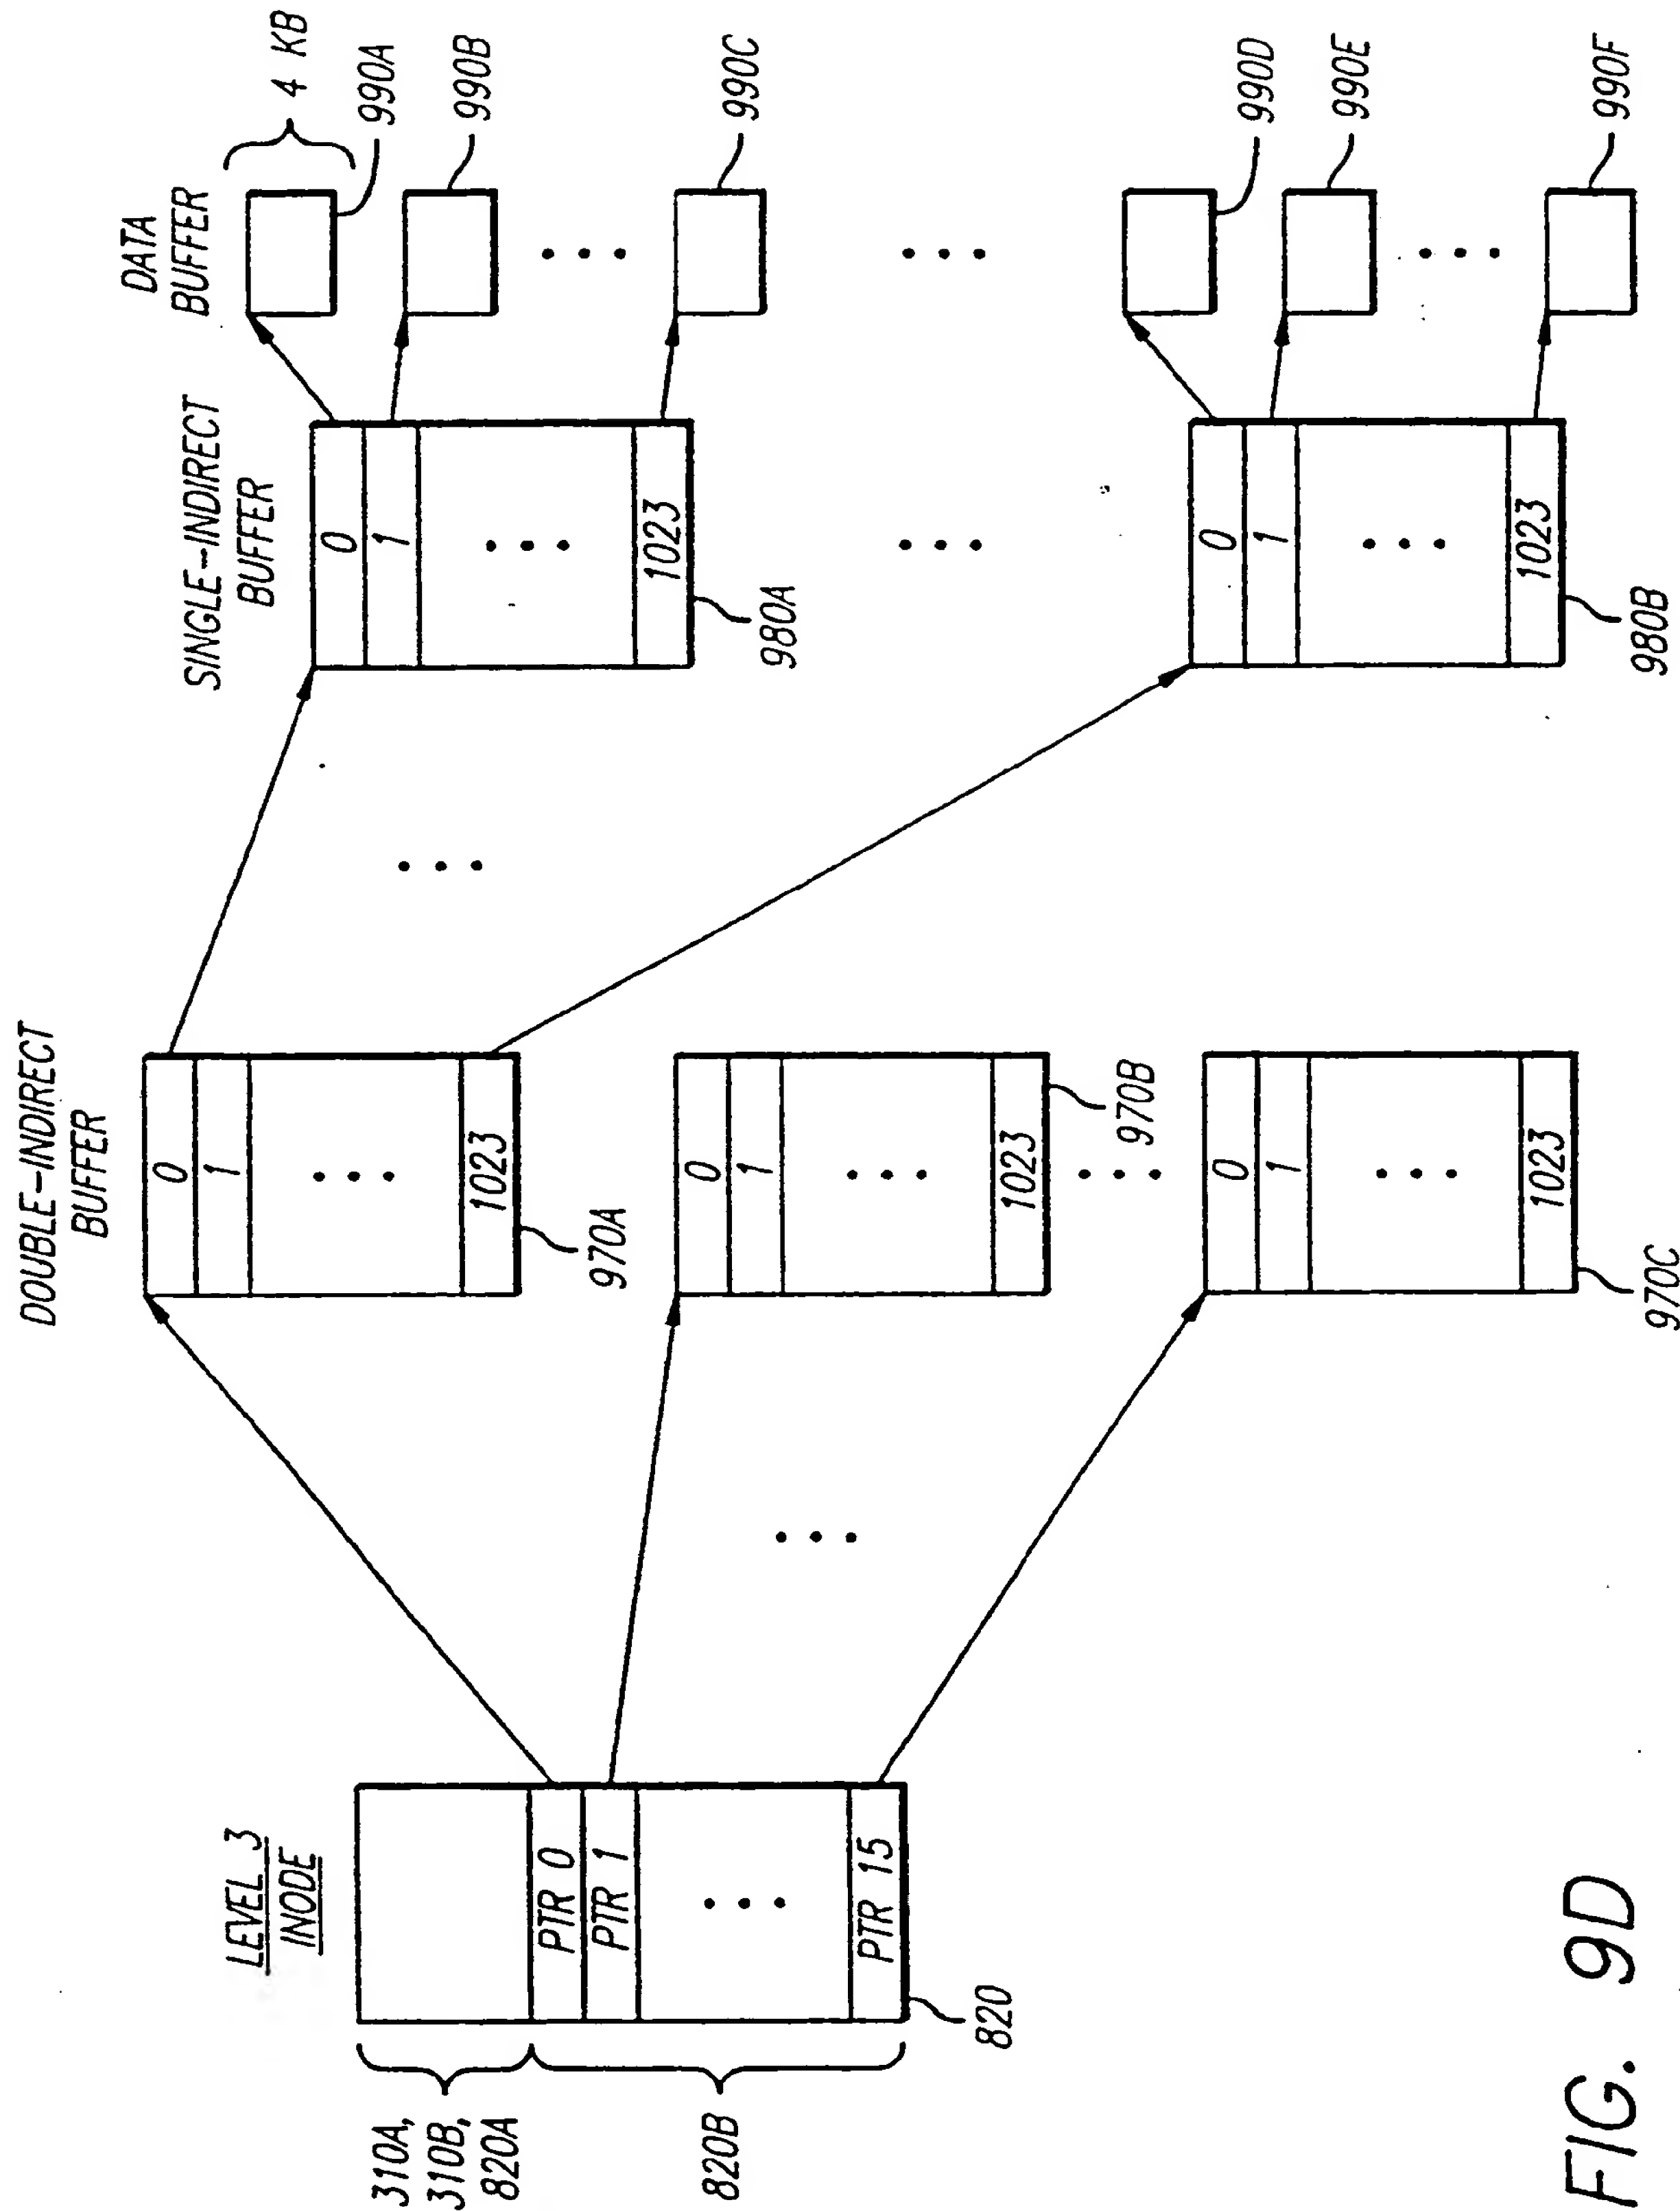 LEVEL 3
INODE
310A,
310B,
820A
820B
PTR 0
PTR 1
PTR 15
820
DOUBLE-INDIRECT
BUFFER
0
1
1023
970A
0
1
1023
970B
0
1
1023
970C
SINGLE-INDIRECT
BUFFER
0
1
1023
980A
0
1
1023
980B
DATA
BUFFER
4 KB
990A
990B
990C
990D
990E
990F
FIG. 9D